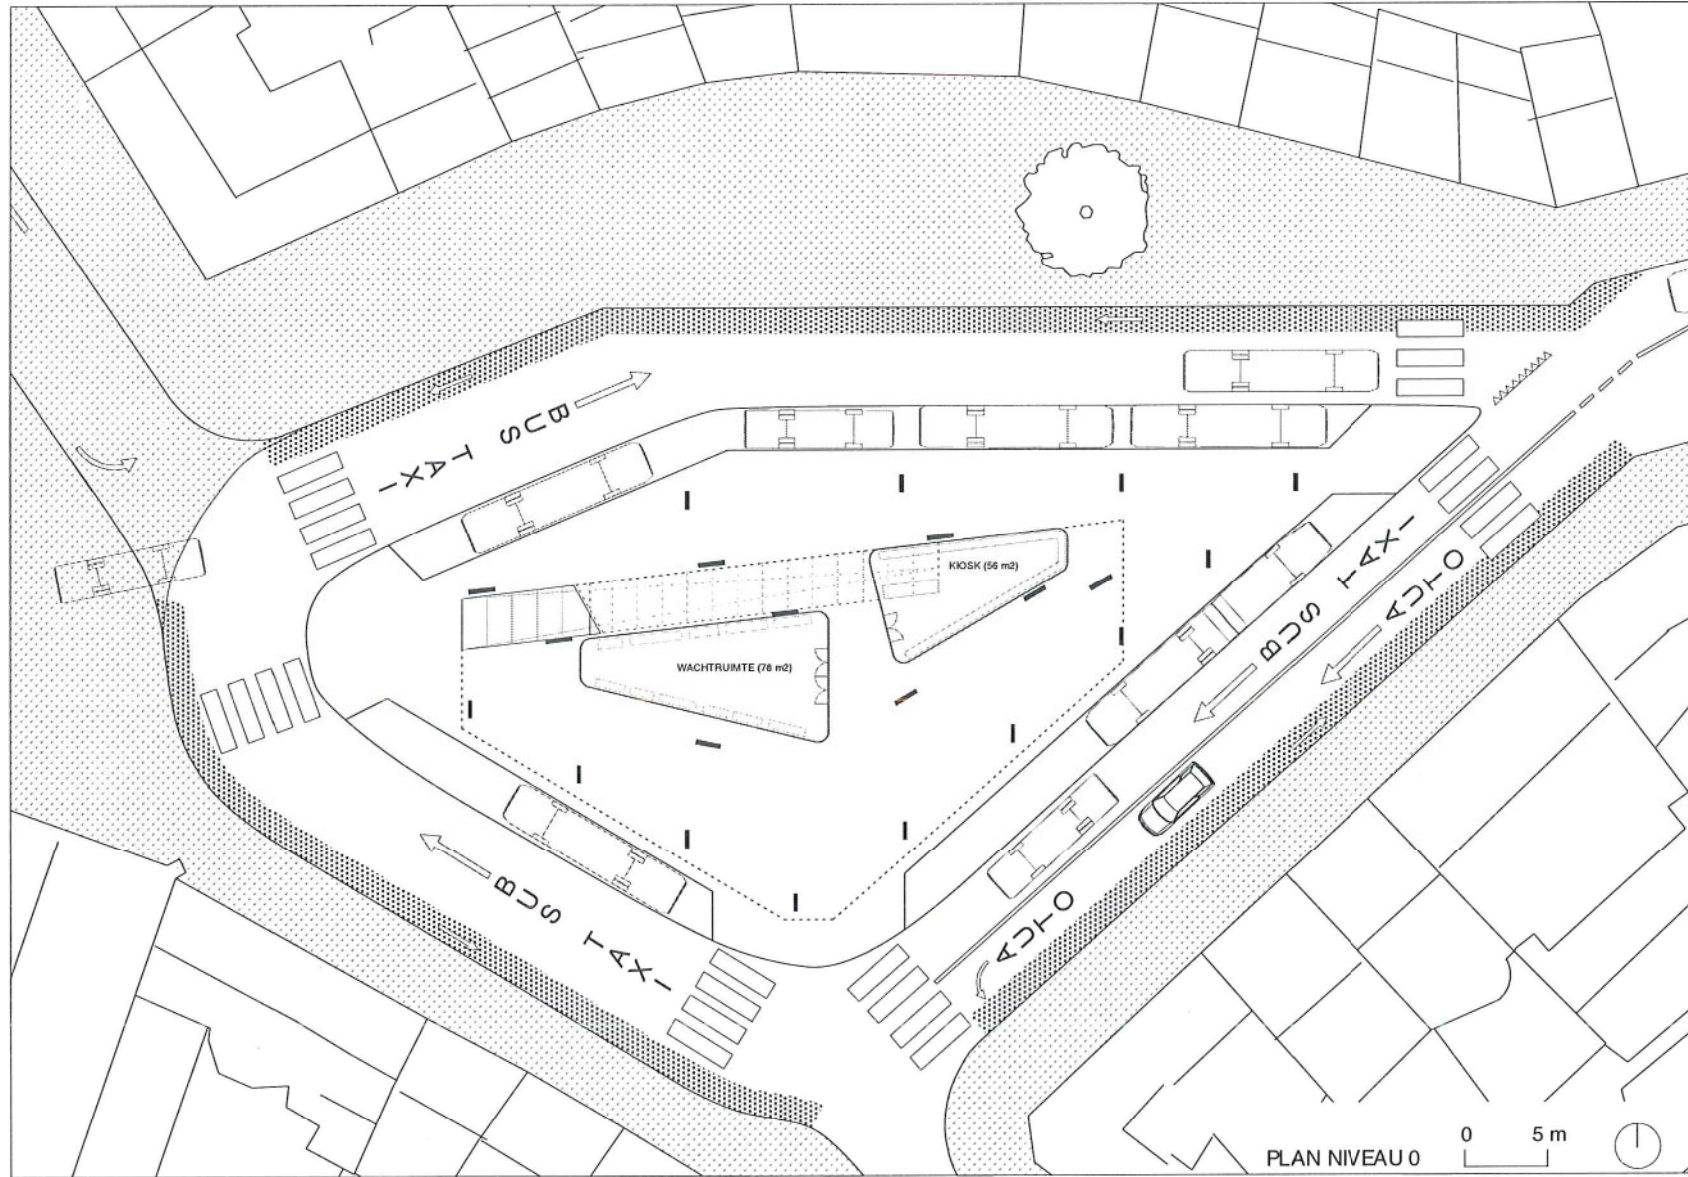 BUS TAXI
KIOSK (56 m2)
WACHTRUIMTE (78 m2)
BUS TAXI
AUTO
BUS TAXI
AUTO
PLAN NIVEAU 0
0 5 m